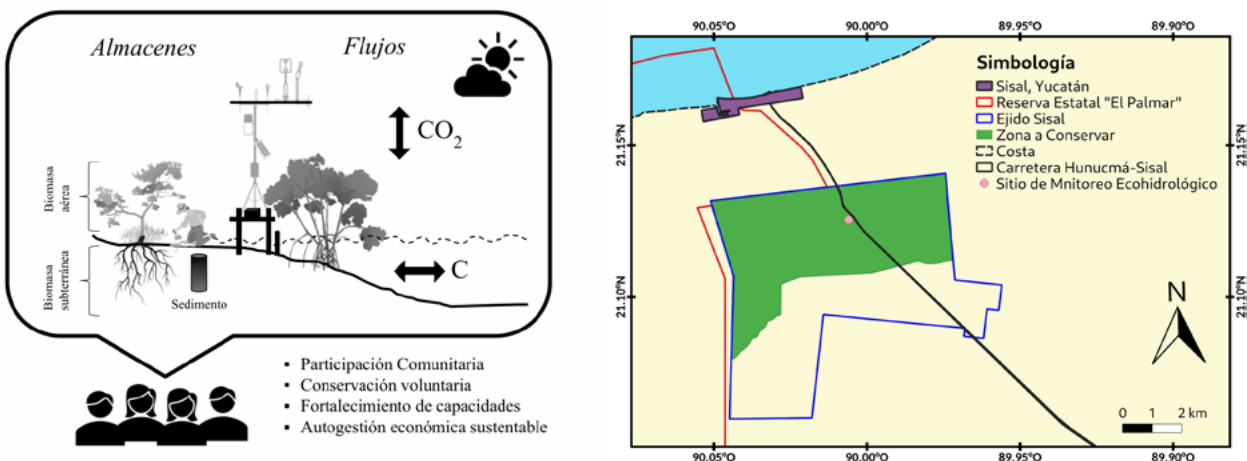 Almacenes
Flujos
CO2
Biomasa
aérea
Biomasa
subterránea
C
Sedimento
▪ Participación Comunitaria
▪ Conservación voluntaria
▪ Fortalecimiento de capacidades
▪ Autogestión económica sustentable
90.05°O
90.00°O
89.95°O
89.90°O
21.15°N
21.10°N
Simbología
Sisal, Yucatán
Reserva Estatal "El Palmar"
Ejido Sisal
Zona a Conservar
Costa
Carretera Hunucmá-Sisal
Sitio de Mnitoreo Ecohidrológico
21.15°N
21.10°N
N
0 1 2 km
90.05°O
90.00°O
89.95°O
89.90°O